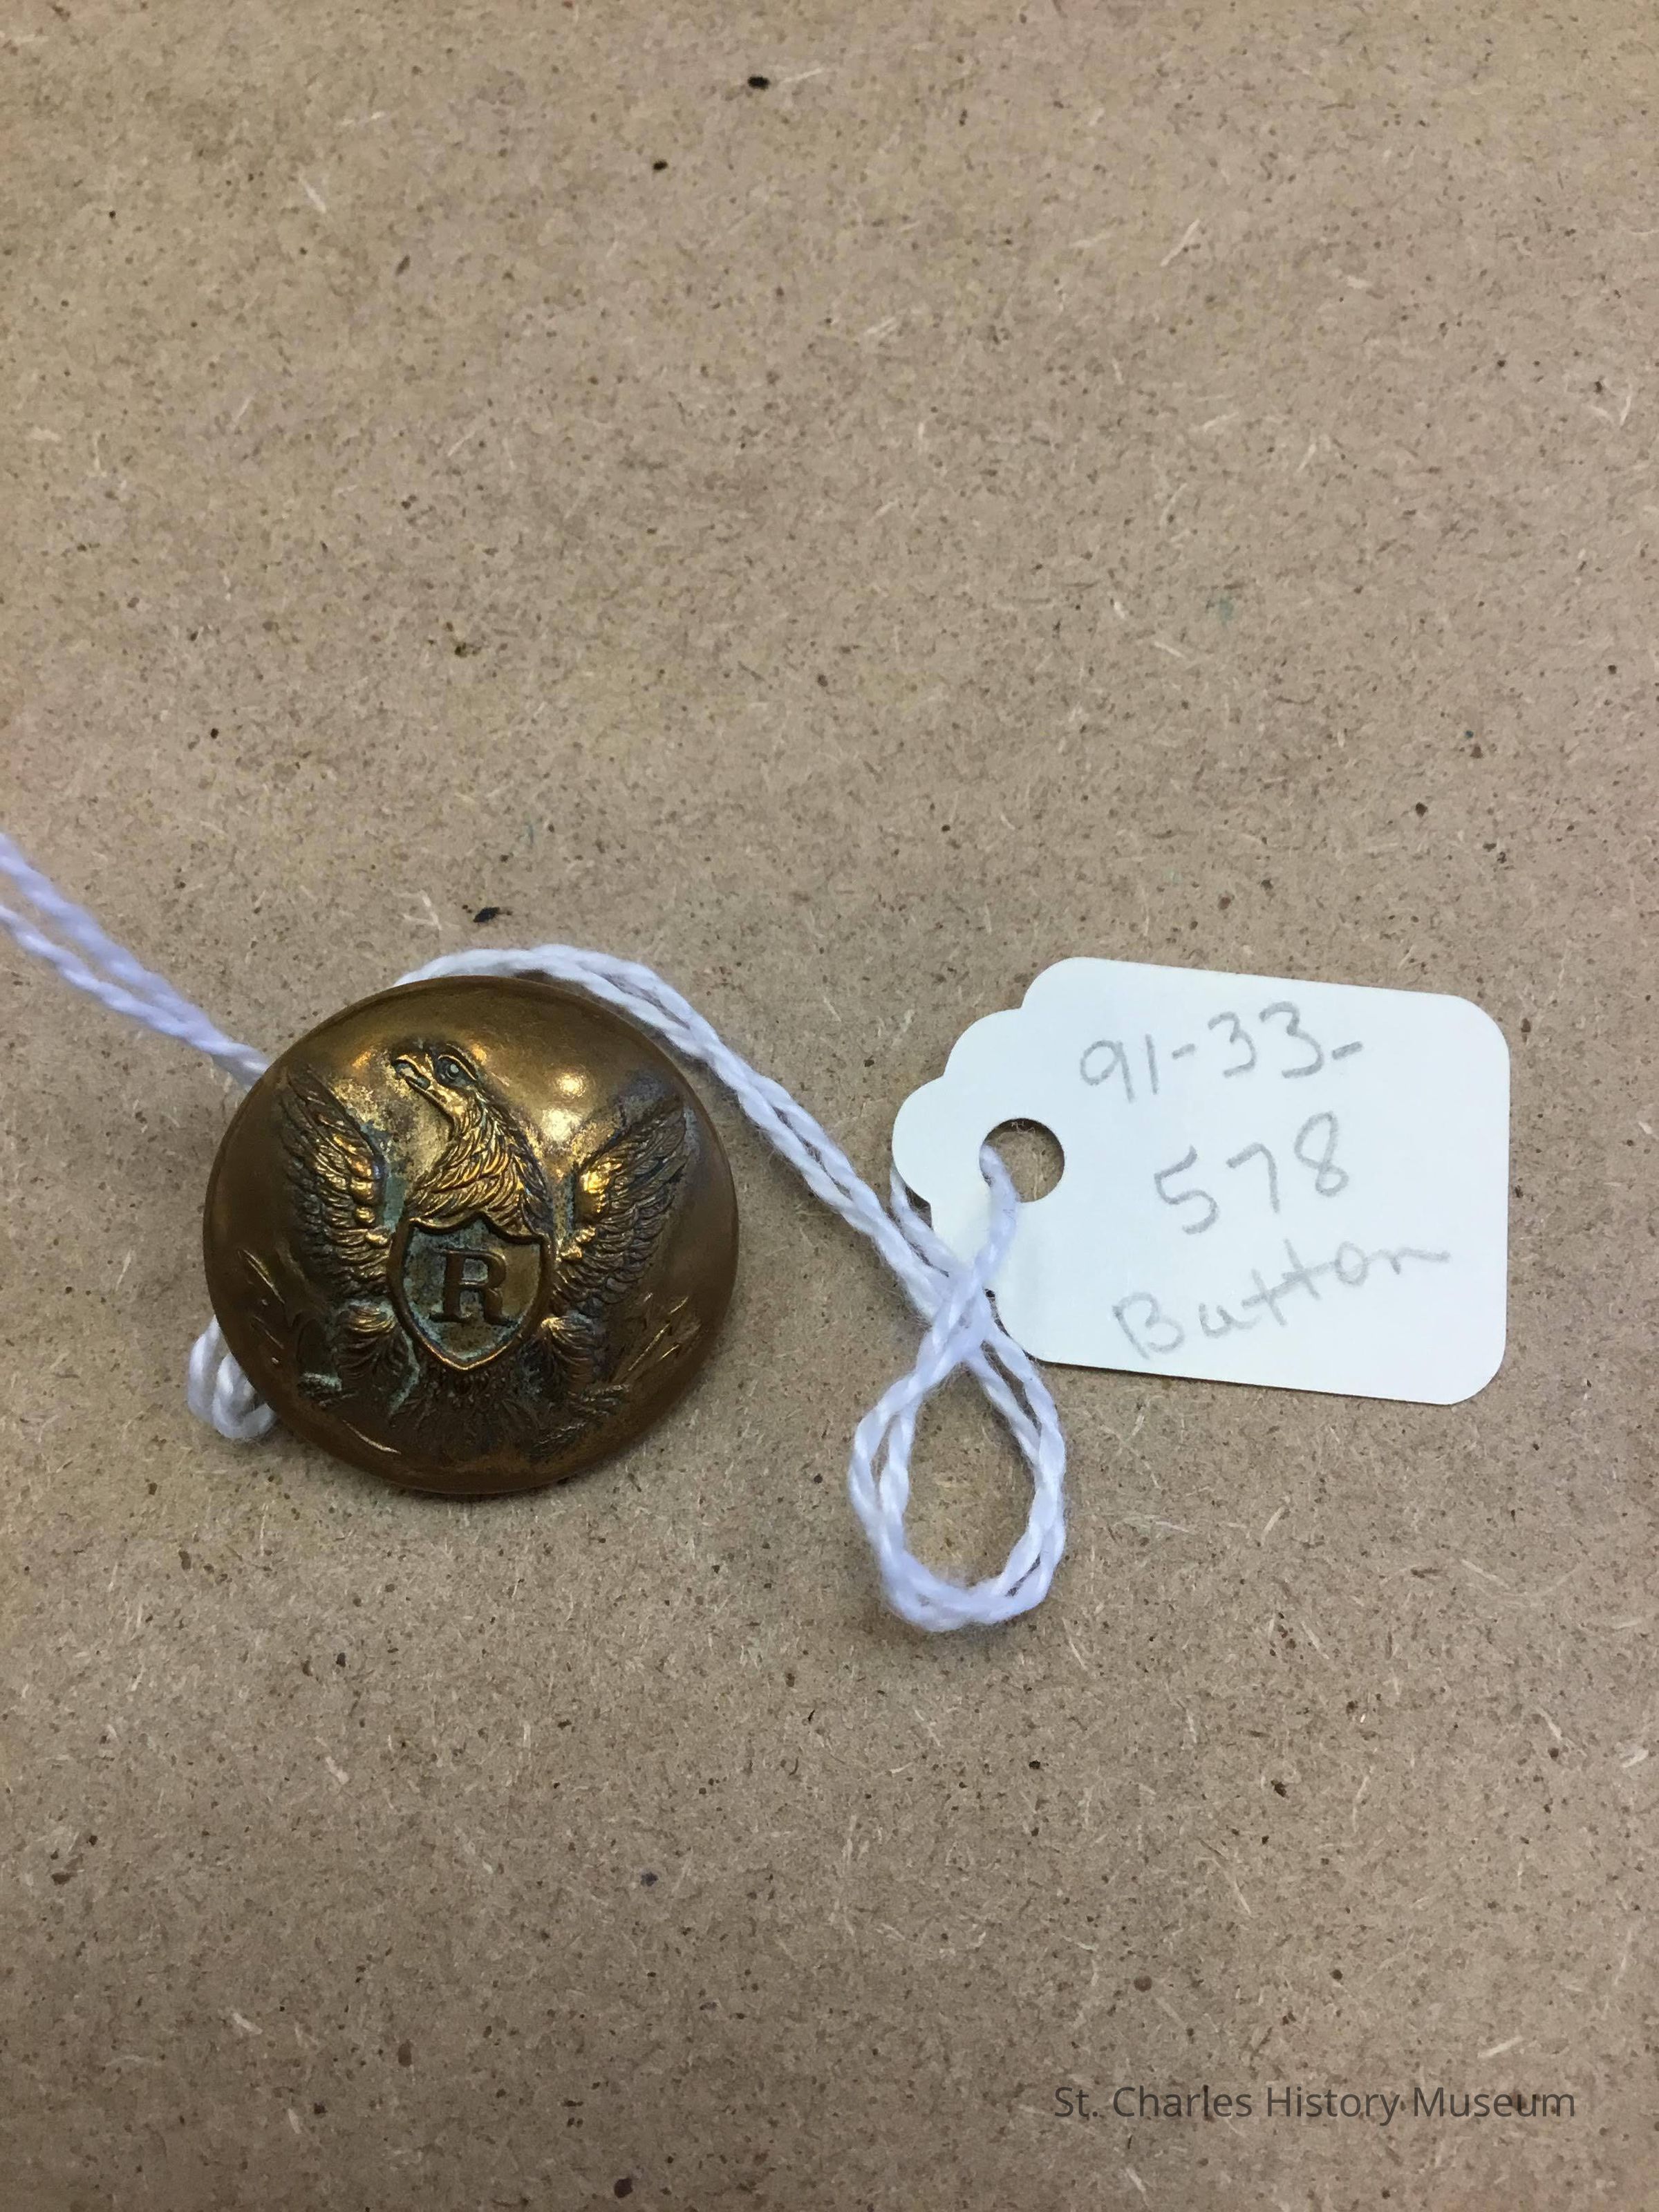 R
91-33-
578
Button
St. Charles History Museum